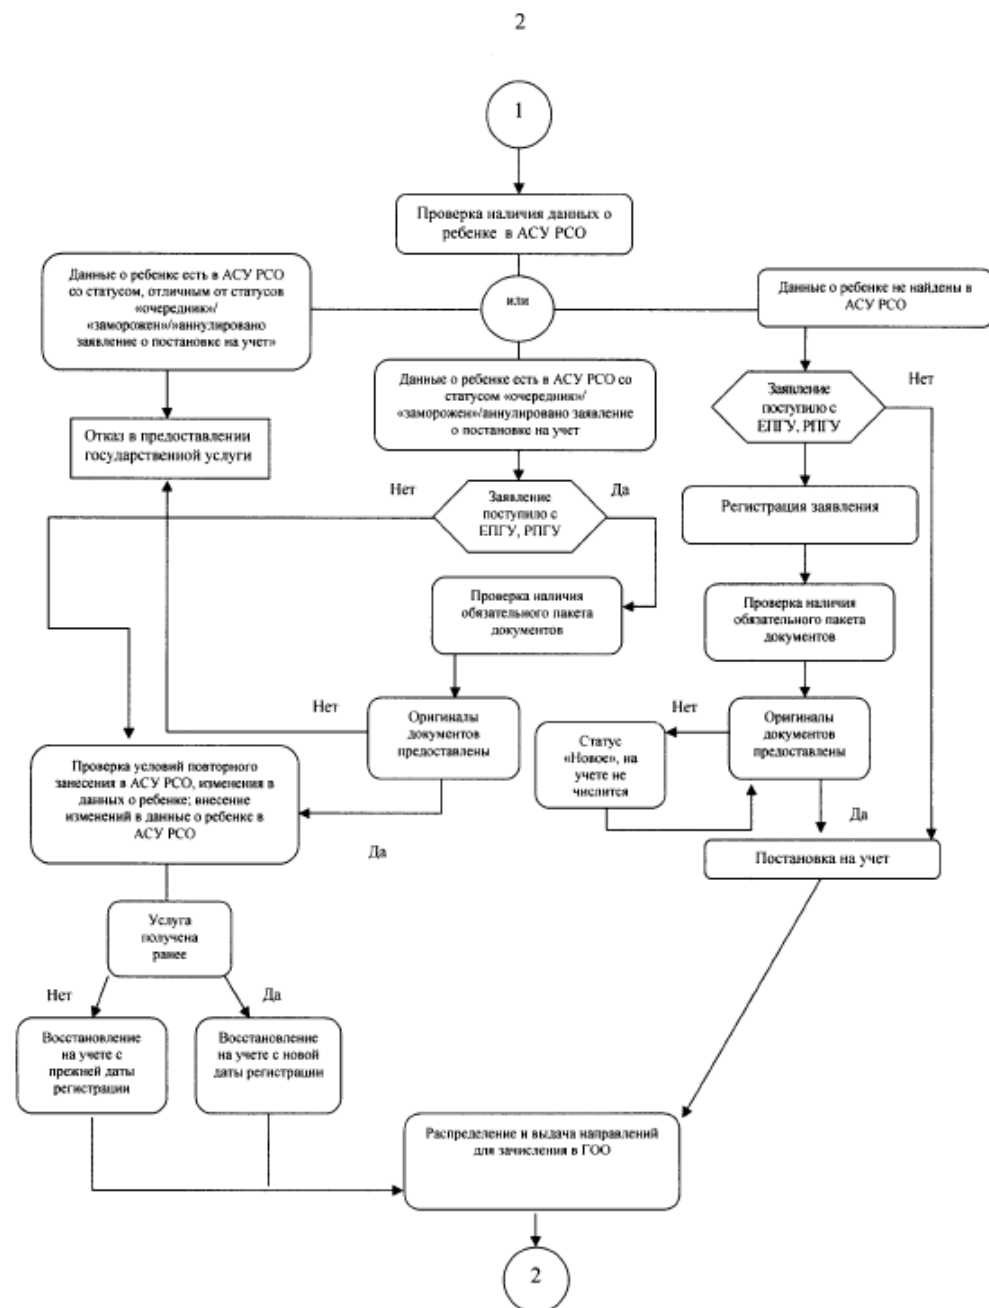 2
1
Проверка наличия данных о
ребенке в АСУ РСО
Данные о ребенке есть в АСУ РСО
со статусом, отличным от статусов
«очередник»/
«заморожен»/»аннулировано
заявление о постановке на учет»
или
Данные о ребенке не найдены в
АСУ РСО
Данные о ребенке есть в АСУ РСО со
статусом «очередник»/
«заморожен»/аннулировано заявление
о постановке на учет
Заявление
поступило с
ЕПГУ, РПГУ
Нет
Отказ в предоставлении
государственной услуги
Нет
Заявление
поступило с
ЕПГУ, РПГУ
Да
Регистрация заявления
Проверка наличия
обязательного пакета
документов
Проверка наличия
обязательного пакета
документов
Нет
Оригиналы
документов
предоставлены
Нет
Оригиналы
документов
предоставлены
Статус
«Новое», на
учете не
числится
Проверка условий повторного
занесения в АСУ РСО, изменения в
данных о ребенке; внесение
изменений в данные о ребенке в
АСУ РСО
Да
Да
Постановка на учет
Услуга
получена
ранее
Нет
Да
Восстановление
на учете с
прежней даты
регистрации
Восстановление
на учете с новой
даты регистрации
Распределение и выдача направлений
для зачисления в ГОО
2